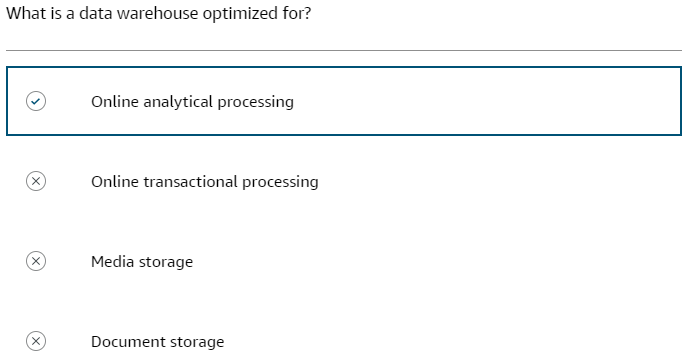 What is a data warehouse optimized for?
Online analytical processing
Online transactional processing
Media storage
Document storage